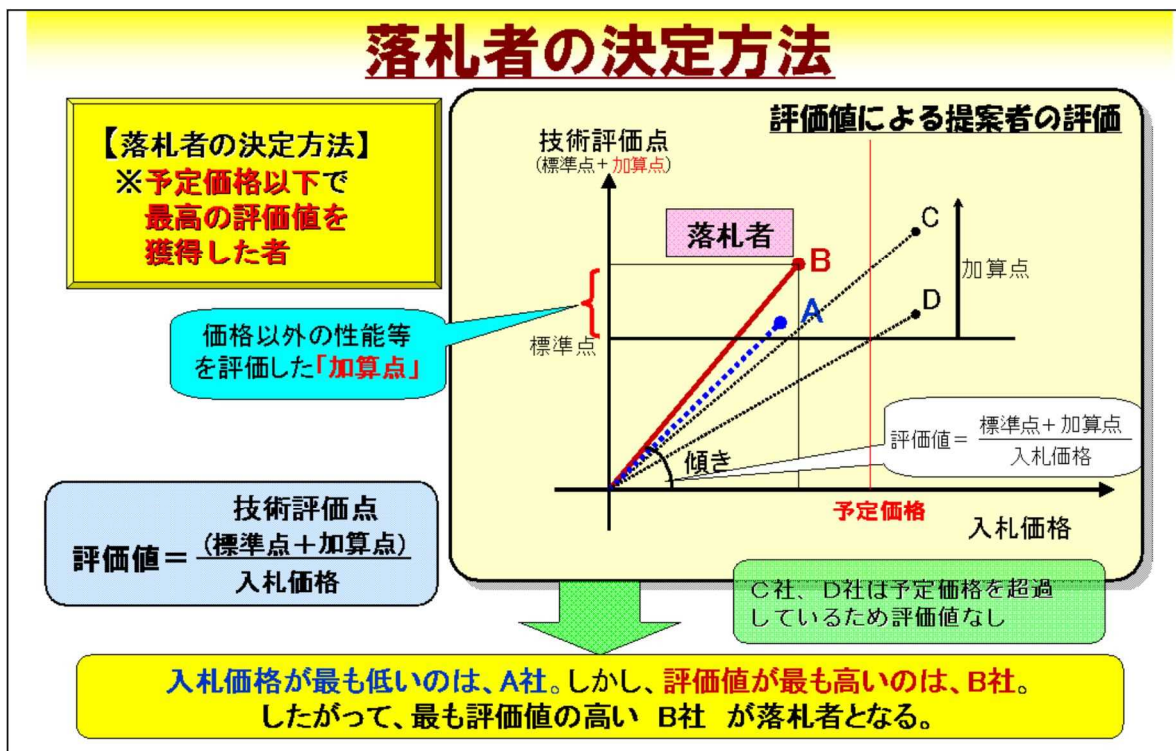 落札者の決定方法
【落札者の決定方法】
※予定価格以下で
最高の評価値を
獲得した者
評価値による提案者の評価
技術評価点
(標準点+加算点)
落札者
B
A
C
D
加算点
標準点
価格以外の性能等
を評価した「加算点」
傾き
評価値=標準点+加算点
入札価格
予定価格
入札価格
技術評価点
評価値=(標準点+加算点)
入札価格
C社、D社は予定価格を超過
しているため評価値なし
入札価格が最も低いのは、A社。しかし、評価値が最も高いのは、B社。
したがって、最も評価値の高い B社 が落札者となる。